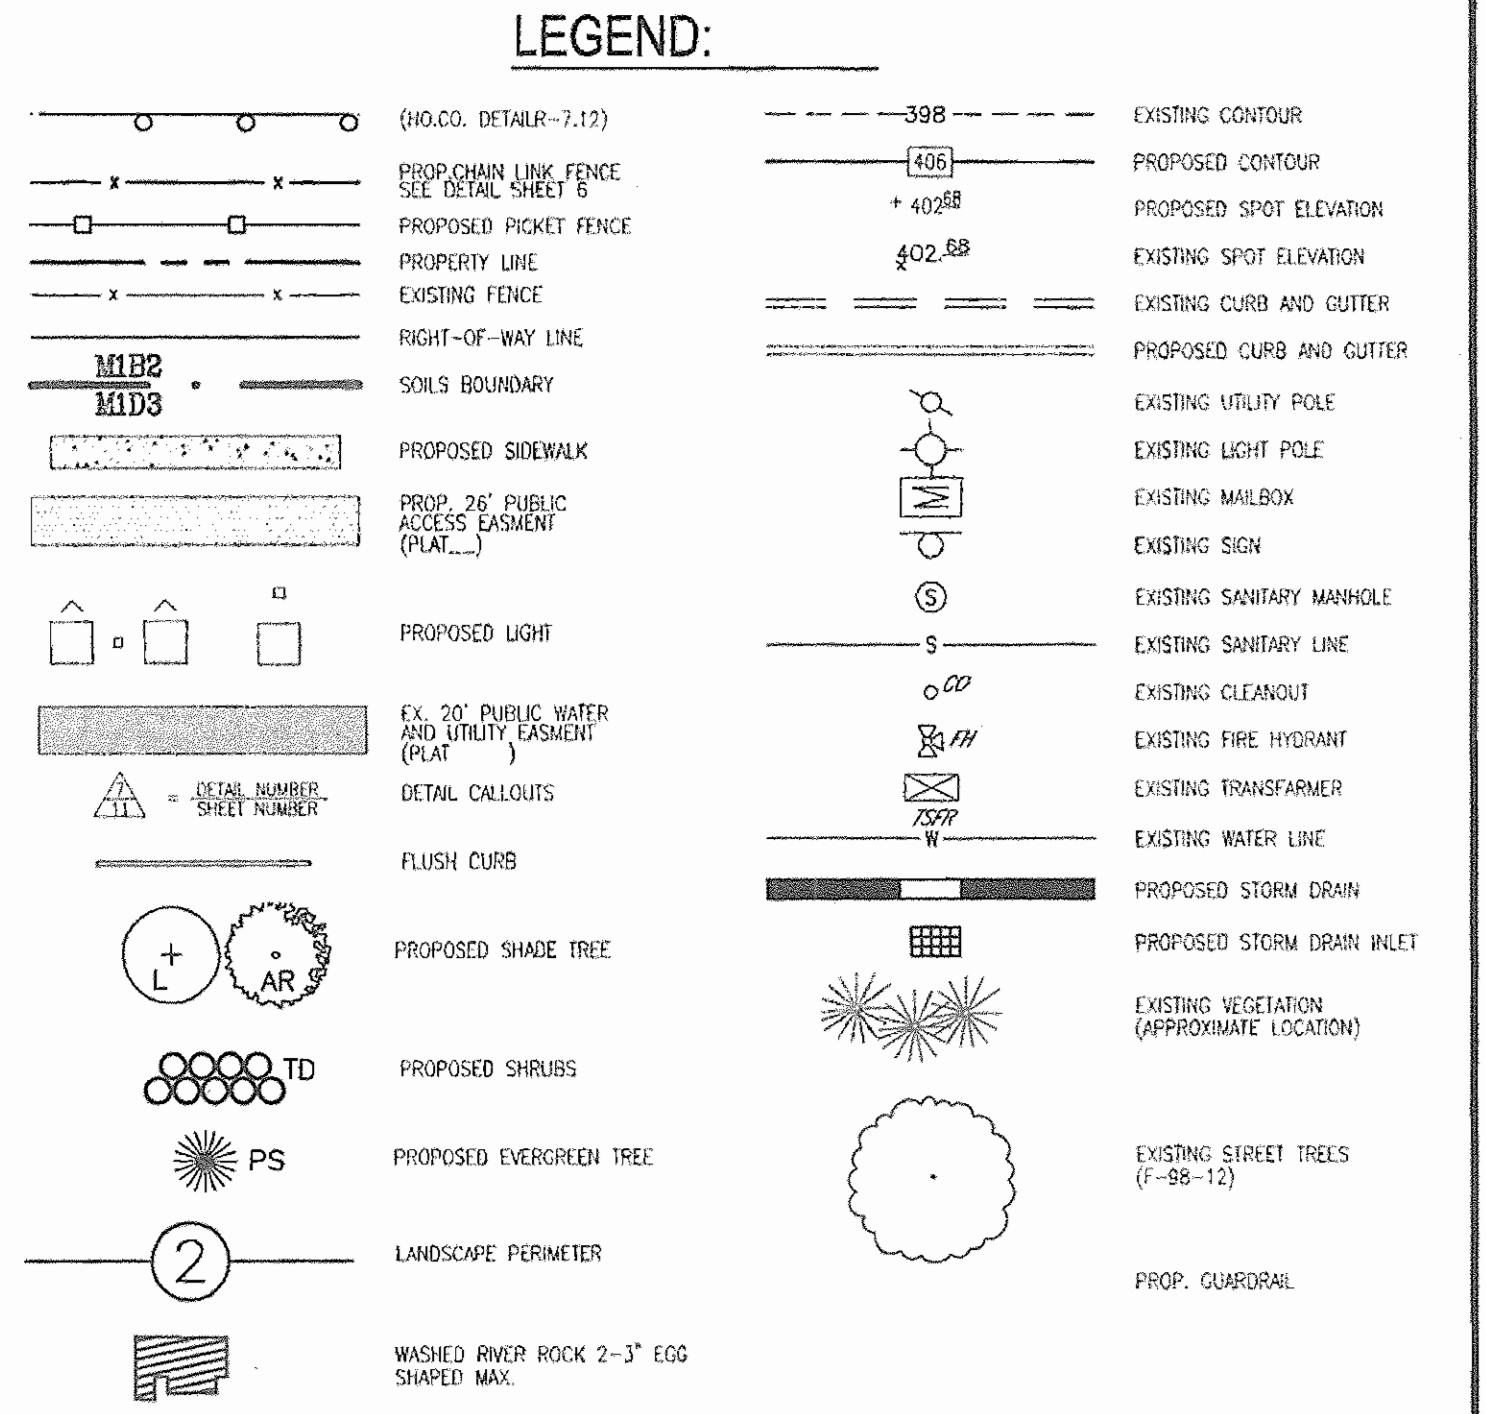 LEGEND:
(HO.CO. DETAILR-7.12)
x x
PROP.CHAIN LINK FENCE
SEE DETAIL SHEET 6
PROPOSED PICKET FENCE
PROPERTY LINE
x x
EXISTING FENCE
RIGHT-OF-WAY LINE
M1B2
M1D3
SOILS BOUNDARY
PROPOSED SIDEWALK
PROP. 26' PUBLIC
ACCESS EASMENT
(PLAT__)
PROPOSED LIGHT
EX. 20' PUBLIC WATER
AND UTILITY EASMENT
(PLAT )
7
11
= DETAIL NUMBER
SHEET NUMBER
DETAIL CALLOUTS
FLUSH CURB
L
AR
PROPOSED SHADE TREE
TD
PROPOSED SHRUBS
PS
PROPOSED EVERGREEN TREE
2
LANDSCAPE PERIMETER
WASHED RIVER ROCK 2-3" EGG
SHAPED MAX.
398
EXISTING CONTOUR
406
PROPOSED CONTOUR
+ 402 68
PROPOSED SPOT ELEVATION
402.68
x
EXISTING SPOT ELEVATION
EXISTING CURB AND GUTTER
PROPOSED CURB AND GUTTER
EXISTING UTILITY POLE
EXISTING LIGHT POLE
M
EXISTING MAILBOX
EXISTING SIGN
S
EXISTING SANITARY MANHOLE
S
EXISTING SANITARY LINE
CO
EXISTING CLEANOUT
FH
EXISTING FIRE HYDRANT
EXISTING TRANSFARMER
TSFR
W
EXISTING WATER LINE
PROPOSED STORM DRAIN
PROPOSED STORM DRAIN INLET
EXISTING VEGETATION
(APPROXIMATE LOCATION)
EXISTING STREET TREES
(F-98-12)
PROP. GUARDRAIL